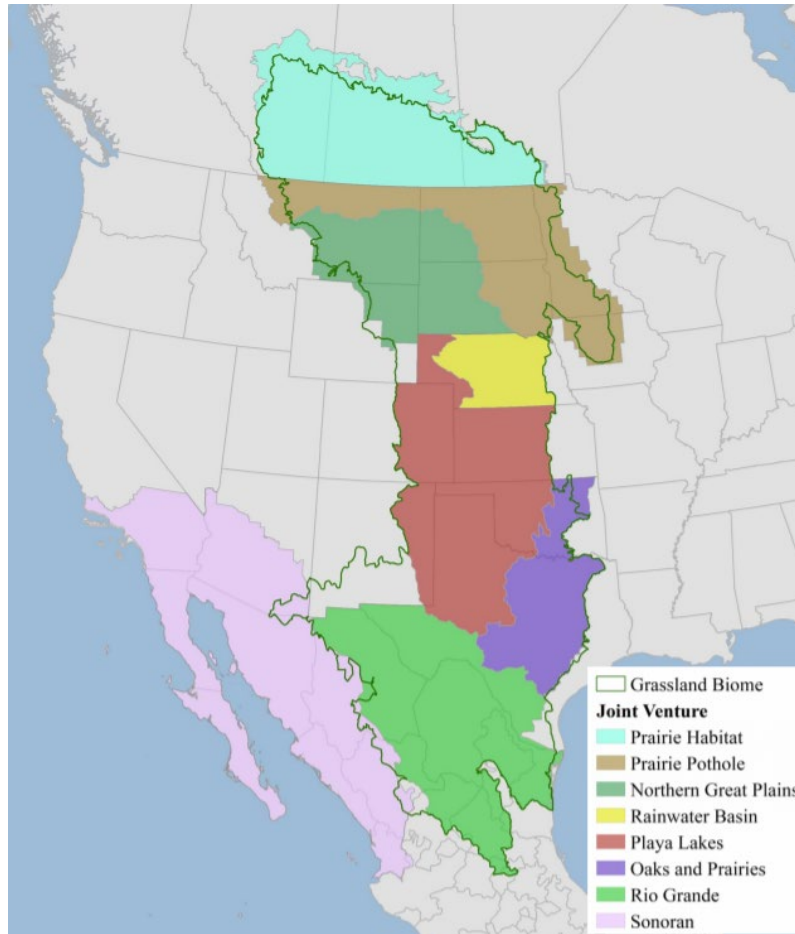 Grassland Biome
Joint Venture
Prairie Habitat
Prairie Pothole
Northern Great Plains
Rainwater Basin
Playa Lakes
Oaks and Prairies
Rio Grande
Sonoran